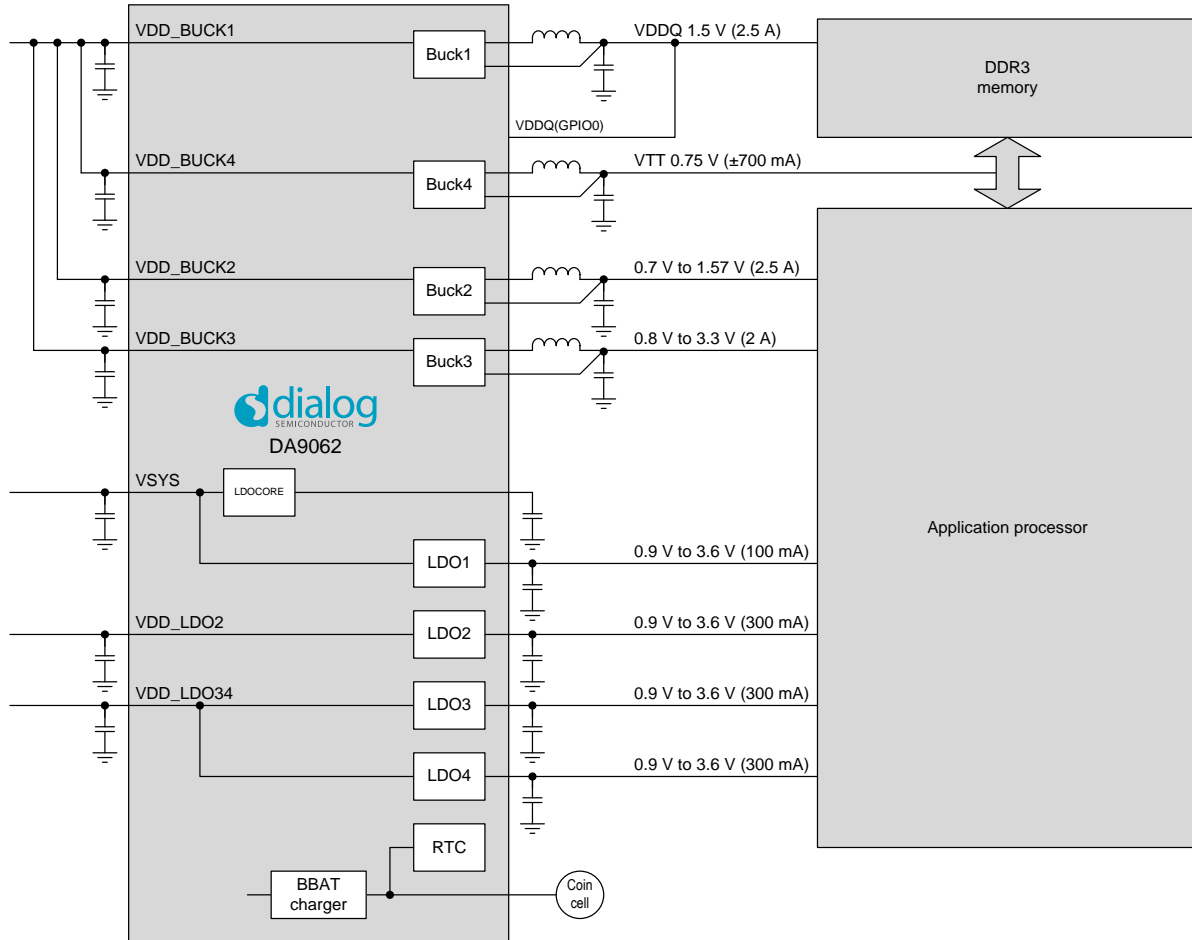 VDD_BUCK1
Buck1
VDDQ 1.5 V (2.5 A)
DDR3
memory
VDDQ(GPIO0)
VDD_BUCK4
Buck4
VTT 0.75 V (±700 mA)
VDD_BUCK2
Buck2
0.7 V to 1.57 V (2.5 A)
VDD_BUCK3
Buck3
0.8 V to 3.3 V (2 A)
dialog
SEMICONDUCTOR
DA9062
VSYS
LDOCORE
Application processor
LDO1
0.9 V to 3.6 V (100 mA)
VDD_LDO2
LDO2
0.9 V to 3.6 V (300 mA)
VDD_LDO34
LDO3
0.9 V to 3.6 V (300 mA)
LDO4
0.9 V to 3.6 V (300 mA)
RTC
BBAT
charger
Coin
cell